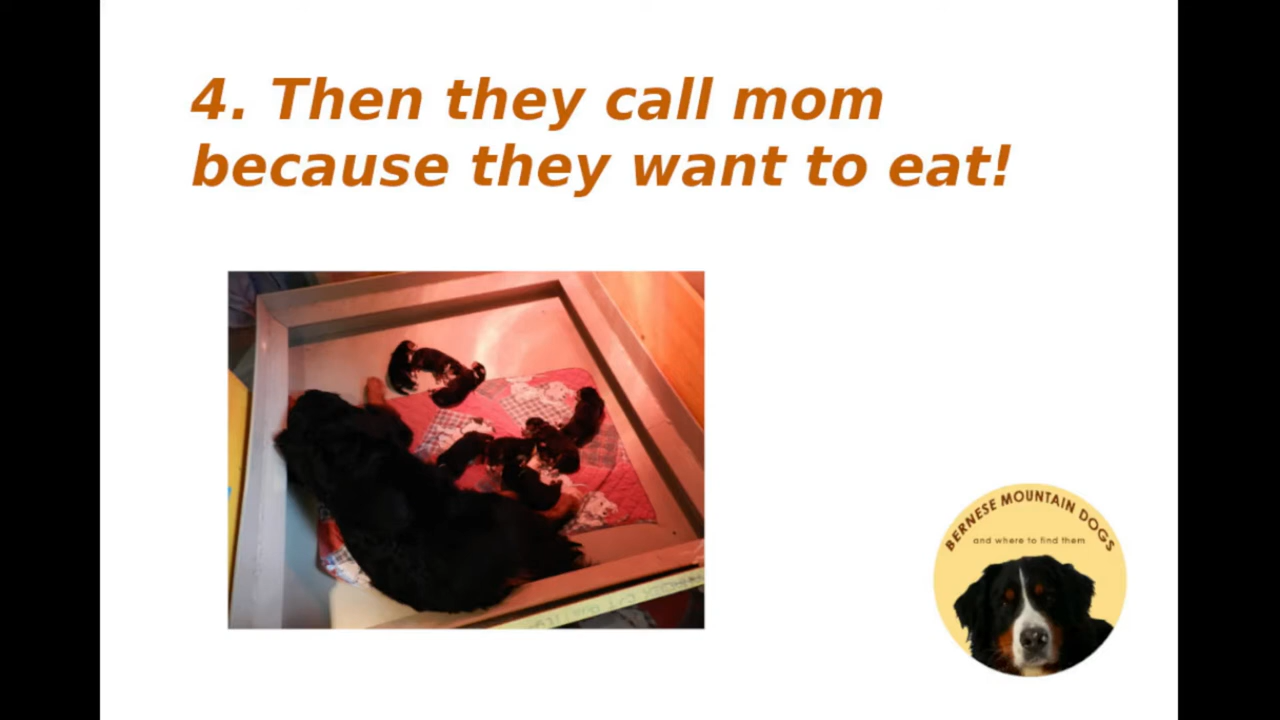 4. Then they call mom
because they want to eat!
BERNESE MOUNTAIN DOGS
and where to find them